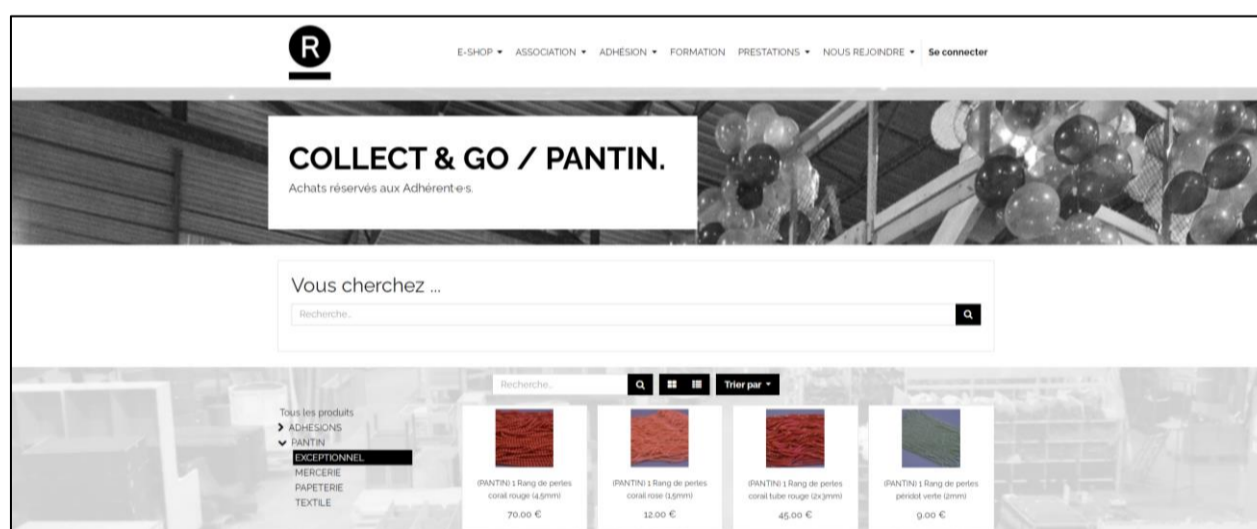 R
E-SHOP ASSOCIATION ADHÉSION FORMATION PRESTATIONS NOUS REJOINDRE Se connecter
COLLECT & GO / PANTIN.
Achats réservés aux Adhérent·e·s.
Vous cherchez ...
Recherche...
Recherche...
Trier par
Tous les produits
ADHÉSIONS
PANTIN
EXCEPTIONNEL
MERCERIE
PAPETERIE
TEXTILE
(PANTIN) 1 Rang de perles
corail rouge (4,5mm)
70.00 €
(PANTIN) 1 Rang de perles
corail rose (1,5mm)
12.00 €
(PANTIN) 1 Rang de perles
corail tube rouge (2x3mm)
45.00 €
(PANTIN) 1 Rang de perles
péridot verte (2mm)
9.00 €